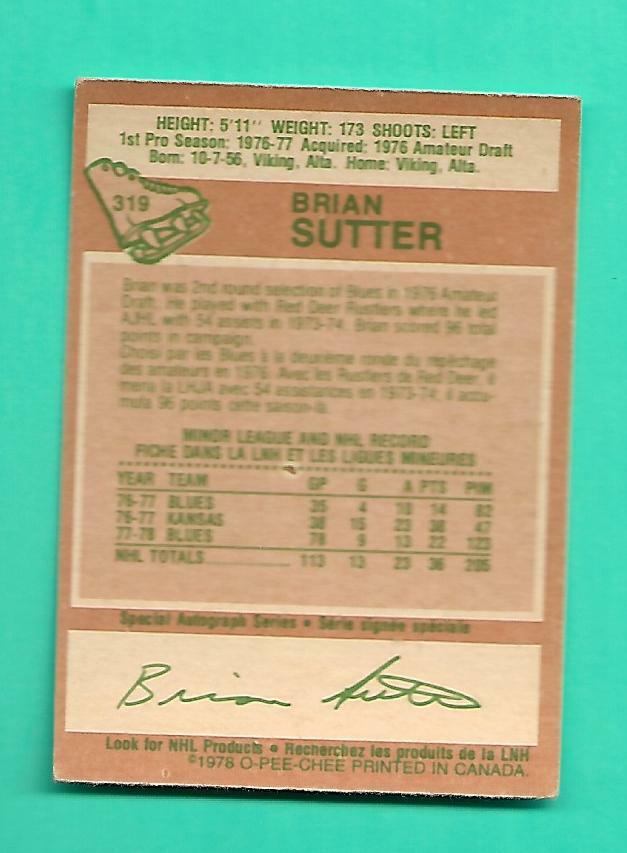 HEIGHT: 5'11'' WEIGHT: 173 SHOOTS: LEFT
1st Pro Season: 1976-77 Acquired: 1976 Amateur Draft
Born: 10-7-56, Viking, Alta. Home: Viking, Alta.
319
BRIAN
SUTTER
Brian was 2nd round selection of Blues in 1976 Amateur
Draft. He played with Red Deer Rustlers where he led
AJHL with 54 assists in 1973-74. Brian scored 96 total
points in campaign.
Choisi par les Blues à la deuxième ronde du repêchage
des amateurs en 1976. Avec les Rustlers de Red Deer, il
mena la LHJA avec 54 assistances en 1973-74; il accu-
mula 96 points cette saison-là.
MINOR LEAGUE AND NHL RECORD
FICHE DANS LA LNH ET LES LIGUES MINEURES
YEAR TEAM GP G A PTS PIM
76-77 BLUES 35 4 10 14 82
76-77 KANSAS 38 15 23 38 47
77-78 BLUES 78 9 13 22 123
NHL TOTALS 113 13 23 36 205
Special Autograph Series • Série signée spéciale
Brian Sutter
Look for NHL Products • Recherchez les produits de la LNH
©1978 O-PEE-CHEE PRINTED IN CANADA.